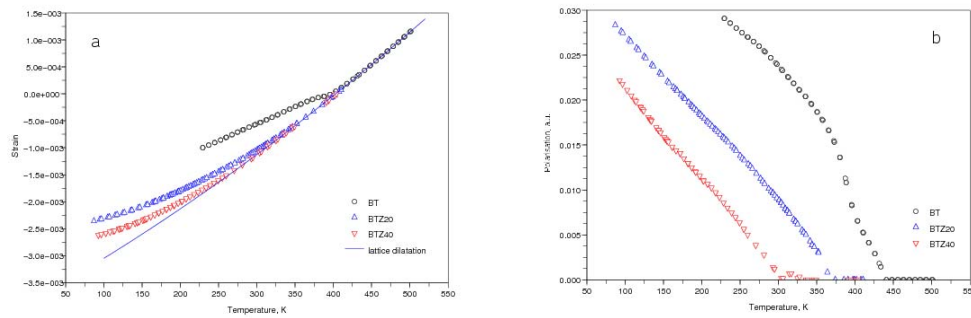 a
1.5e−003
1.0e−003
5.0e−004
0.0e+000
−5.0e−004
−1.0e−003
−1.5e−003
−2.0e−003
−2.5e−003
−3.0e−003
−3.5e−003
50 100 150 200 250 300 350 400 450 500 550
Strain
Temperature, K
BT
BTZ20
BTZ40
lattice dilatation
b
0.030
0.025
0.020
0.015
0.010
0.005
0.000
50 100 150 200 250 300 350 400 450 500 550
Polarisation, a.u.
Temperature, K
BT
BTZ20
BTZ40